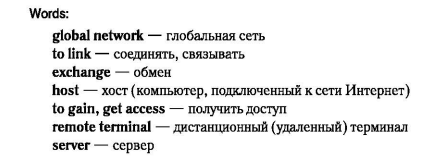 Words:
global network — глобальная сеть
to link — соединять, связывать
exchange — обмен
host — хост (компьютер, подключенный к сети Интернет)
to gain, get access — получить доступ
remote terminal — дистанционный (удаленный) терминал
server — сервер